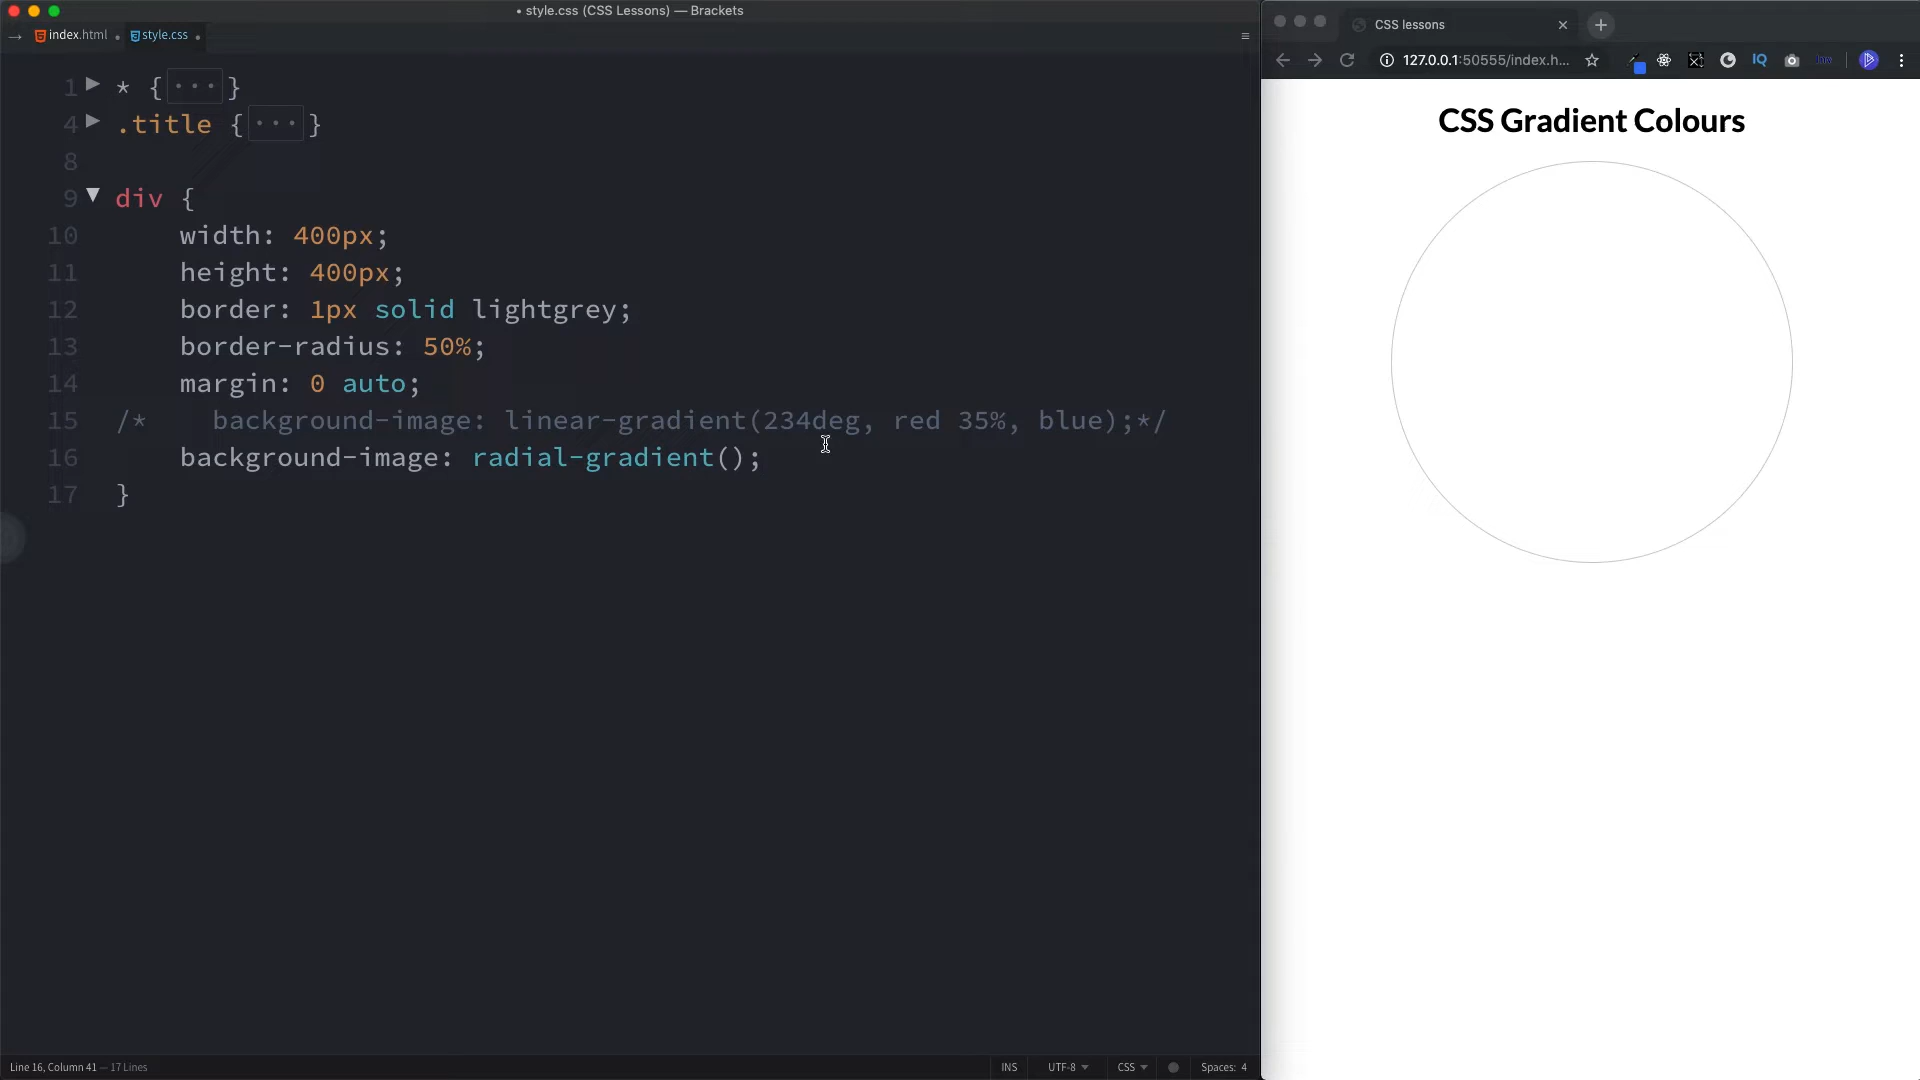 • style.css (CSS Lessons) — Brackets
→ index.html • style.css •
1 * {···}
4 .title {···}
8
9 div {
10 width: 400px;
11 height: 400px;
12 border: 1px solid lightgrey;
13 border-radius: 50%;
14 margin: 0 auto;
15 /* background-image: linear-gradient(234deg, red 35%, blue);*/
16 background-image: radial-gradient();
17 }
Line 16, Column 41 — 17 Lines
INS UTF-8 CSS Spaces: 4
CSS lessons
127.0.0.1:50555/index.h...
IQ
CSS Gradient Colours